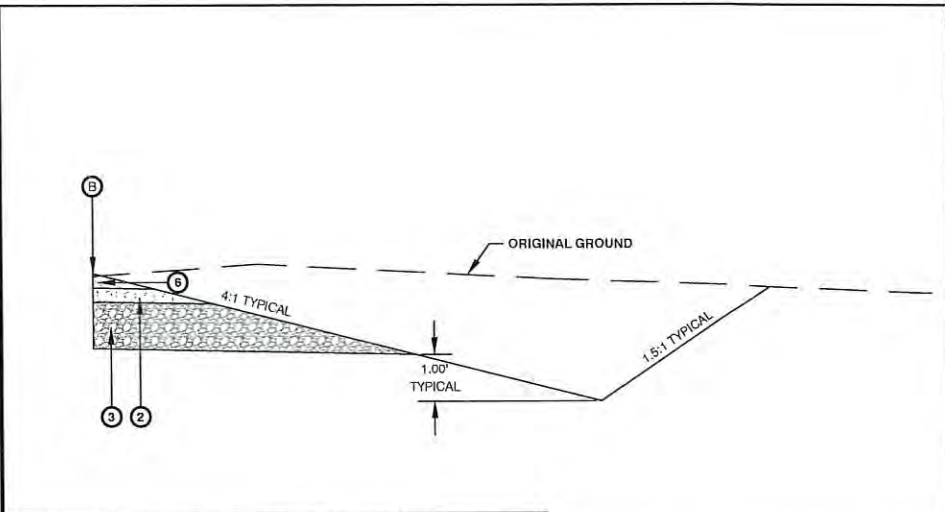 B
ORIGINAL GROUND
6
4:1 TYPICAL
1.5:1 TYPICAL
1.00'
TYPICAL
3
2